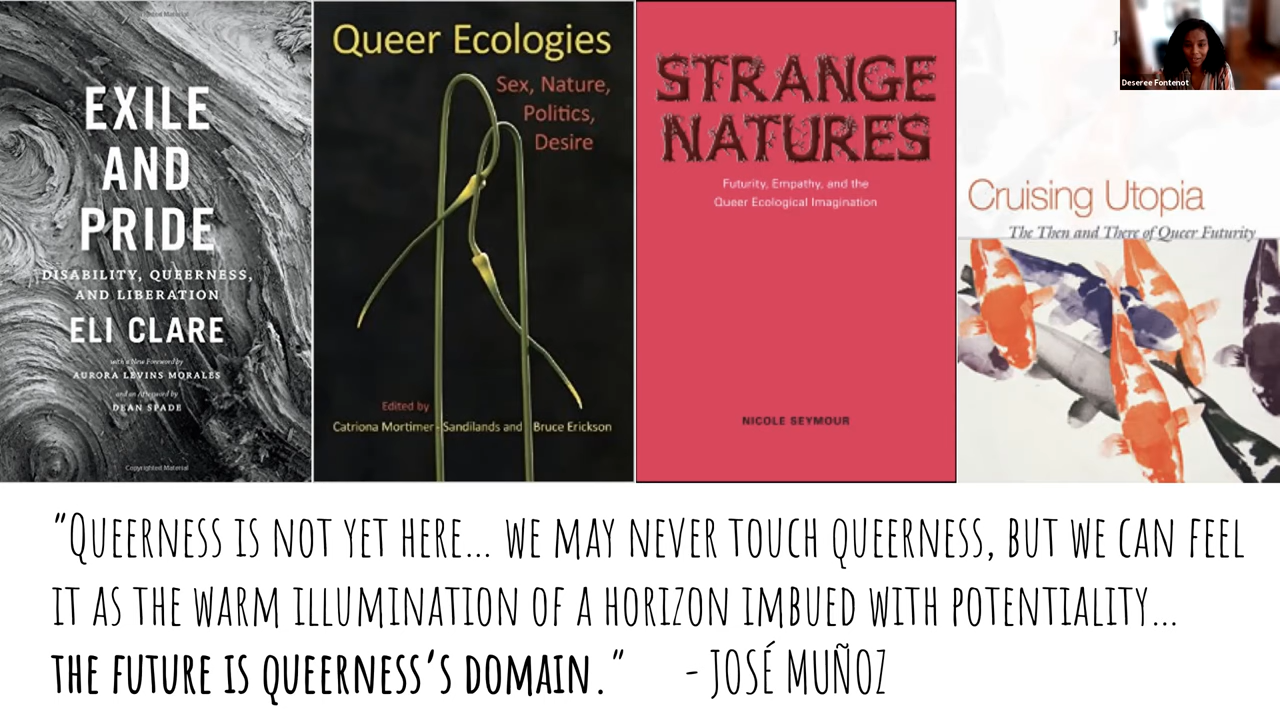 EXILE
AND
PRIDE
DISABILITY, QUEERNESS,
AND LIBERATION
ELI CLARE
with a New Foreword by
AURORA LEVINS MORALES
and an Afterword by
DEAN SPADE
Copyrighted Material
Queer Ecologies
Sex, Nature,
Politics,
Desire
Edited by
Catriona Mortimer-Sandilands and Bruce Erickson
STRANGE
NATURES
Futurity, Empathy, and the
Queer Ecological Imagination
NICOLE SEYMOUR
Cruising Utopia
The Then and There of Queer Futurity
Deseree Fontenot
"QUEERNESS IS NOT YET HERE... WE MAY NEVER TOUCH QUEERNESS, BUT WE CAN FEEL
IT AS THE WARM ILLUMINATION OF A HORIZON IMBUED WITH POTENTIALITY...
THE FUTURE IS QUEERNESS'S DOMAIN." - JOSÉ MUÑOZ